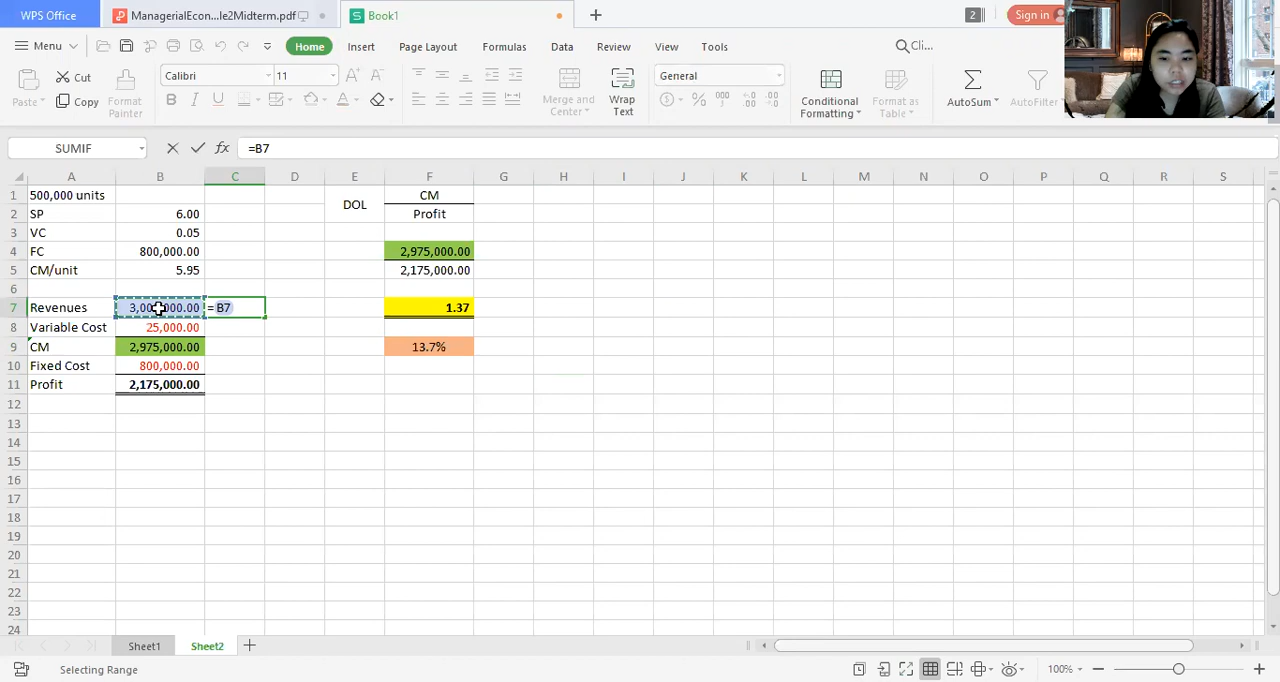 WPS Office
ManagerialEcon...le2Midterm.pdf
Book1
2
Sign in
Menu
Home
Insert
Page Layout
Formulas
Data
Review
View
Tools
Cli...
Paste
Cut
Copy
Format Painter
Calibri
11
Merge and Center
Wrap Text
General
Conditional Formatting
Format as Table
AutoSum
AutoFilter
SUMIF
=B7
A B C D E F G H I J K L M N O P Q R S
1 500,000 units DOL CM
2 SP 6.00 Profit
3 VC 0.05
4 FC 800,000.00 2,975,000.00
5 CM/unit 5.95 2,175,000.00
6
7 Revenues 3,000,000.00 =B7 1.37
8 Variable Cost 25,000.00
9 CM 2,975,000.00 13.7%
10 Fixed Cost 800,000.00
11 Profit 2,175,000.00
12
13
14
15
16
17
18
19
20
21
22
23
24
Sheet1
Sheet2
Selecting Range
100%